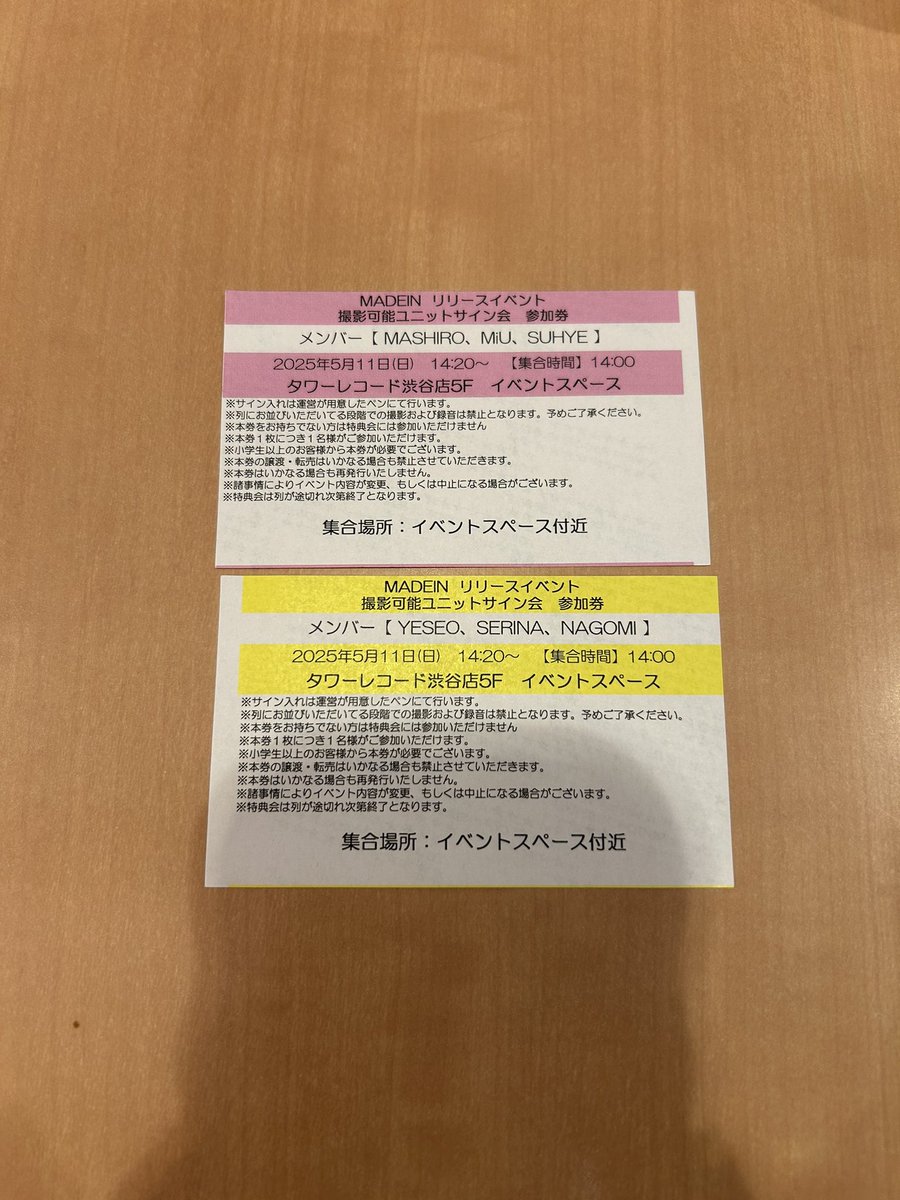 MADEIN リリースイベント
撮影可能ユニットサイン会 参加券
メンバー【 MASHIRO、MiU、SUHYE 】
2025年5月11日(日) 14:20〜 【集合時間】14:00
タワーレコード渋谷店5F イベントスペース
※サイン入れは運営が用意したペンにて行います。
※列にお並びいただいてる段階での撮影および録音は禁止となります。予めご了承ください。
※本券をお持ちでない方は特典会には参加いただけません
※本券1枚につき1名様がご参加いただけます。
※小学生以上のお客様から本券が必要でございます。
※本券の譲渡・転売はいかなる場合も禁止させていただきます。
※本券はいかなる場合も再発行いたしません。
※諸事情によりイベント内容が変更、もしくは中止になる場合がございます。
※特典会は列が途切れ次第終了となります。
集合場所：イベントスペース付近
MADEIN リリースイベント
撮影可能ユニットサイン会 参加券
メンバー【 YESEO、SERINA、NAGOMI 】
2025年5月11日(日) 14:20〜 【集合時間】14:00
タワーレコード渋谷店5F イベントスペース
※サイン入れは運営が用意したペンにて行います。
※列にお並びいただいてる段階での撮影および録音は禁止となります。予めご了承ください。
※本券をお持ちでない方は特典会には参加いただけません
※本券1枚につき1名様がご参加いただけます。
※小学生以上のお客様から本券が必要でございます。
※本券の譲渡・転売はいかなる場合も禁止させていただきます。
※本券はいかなる場合も再発行いたしません。
※諸事情によりイベント内容が変更、もしくは中止になる場合がございます。
※特典会は列が途切れ次第終了となります。
集合場所：イベントスペース付近